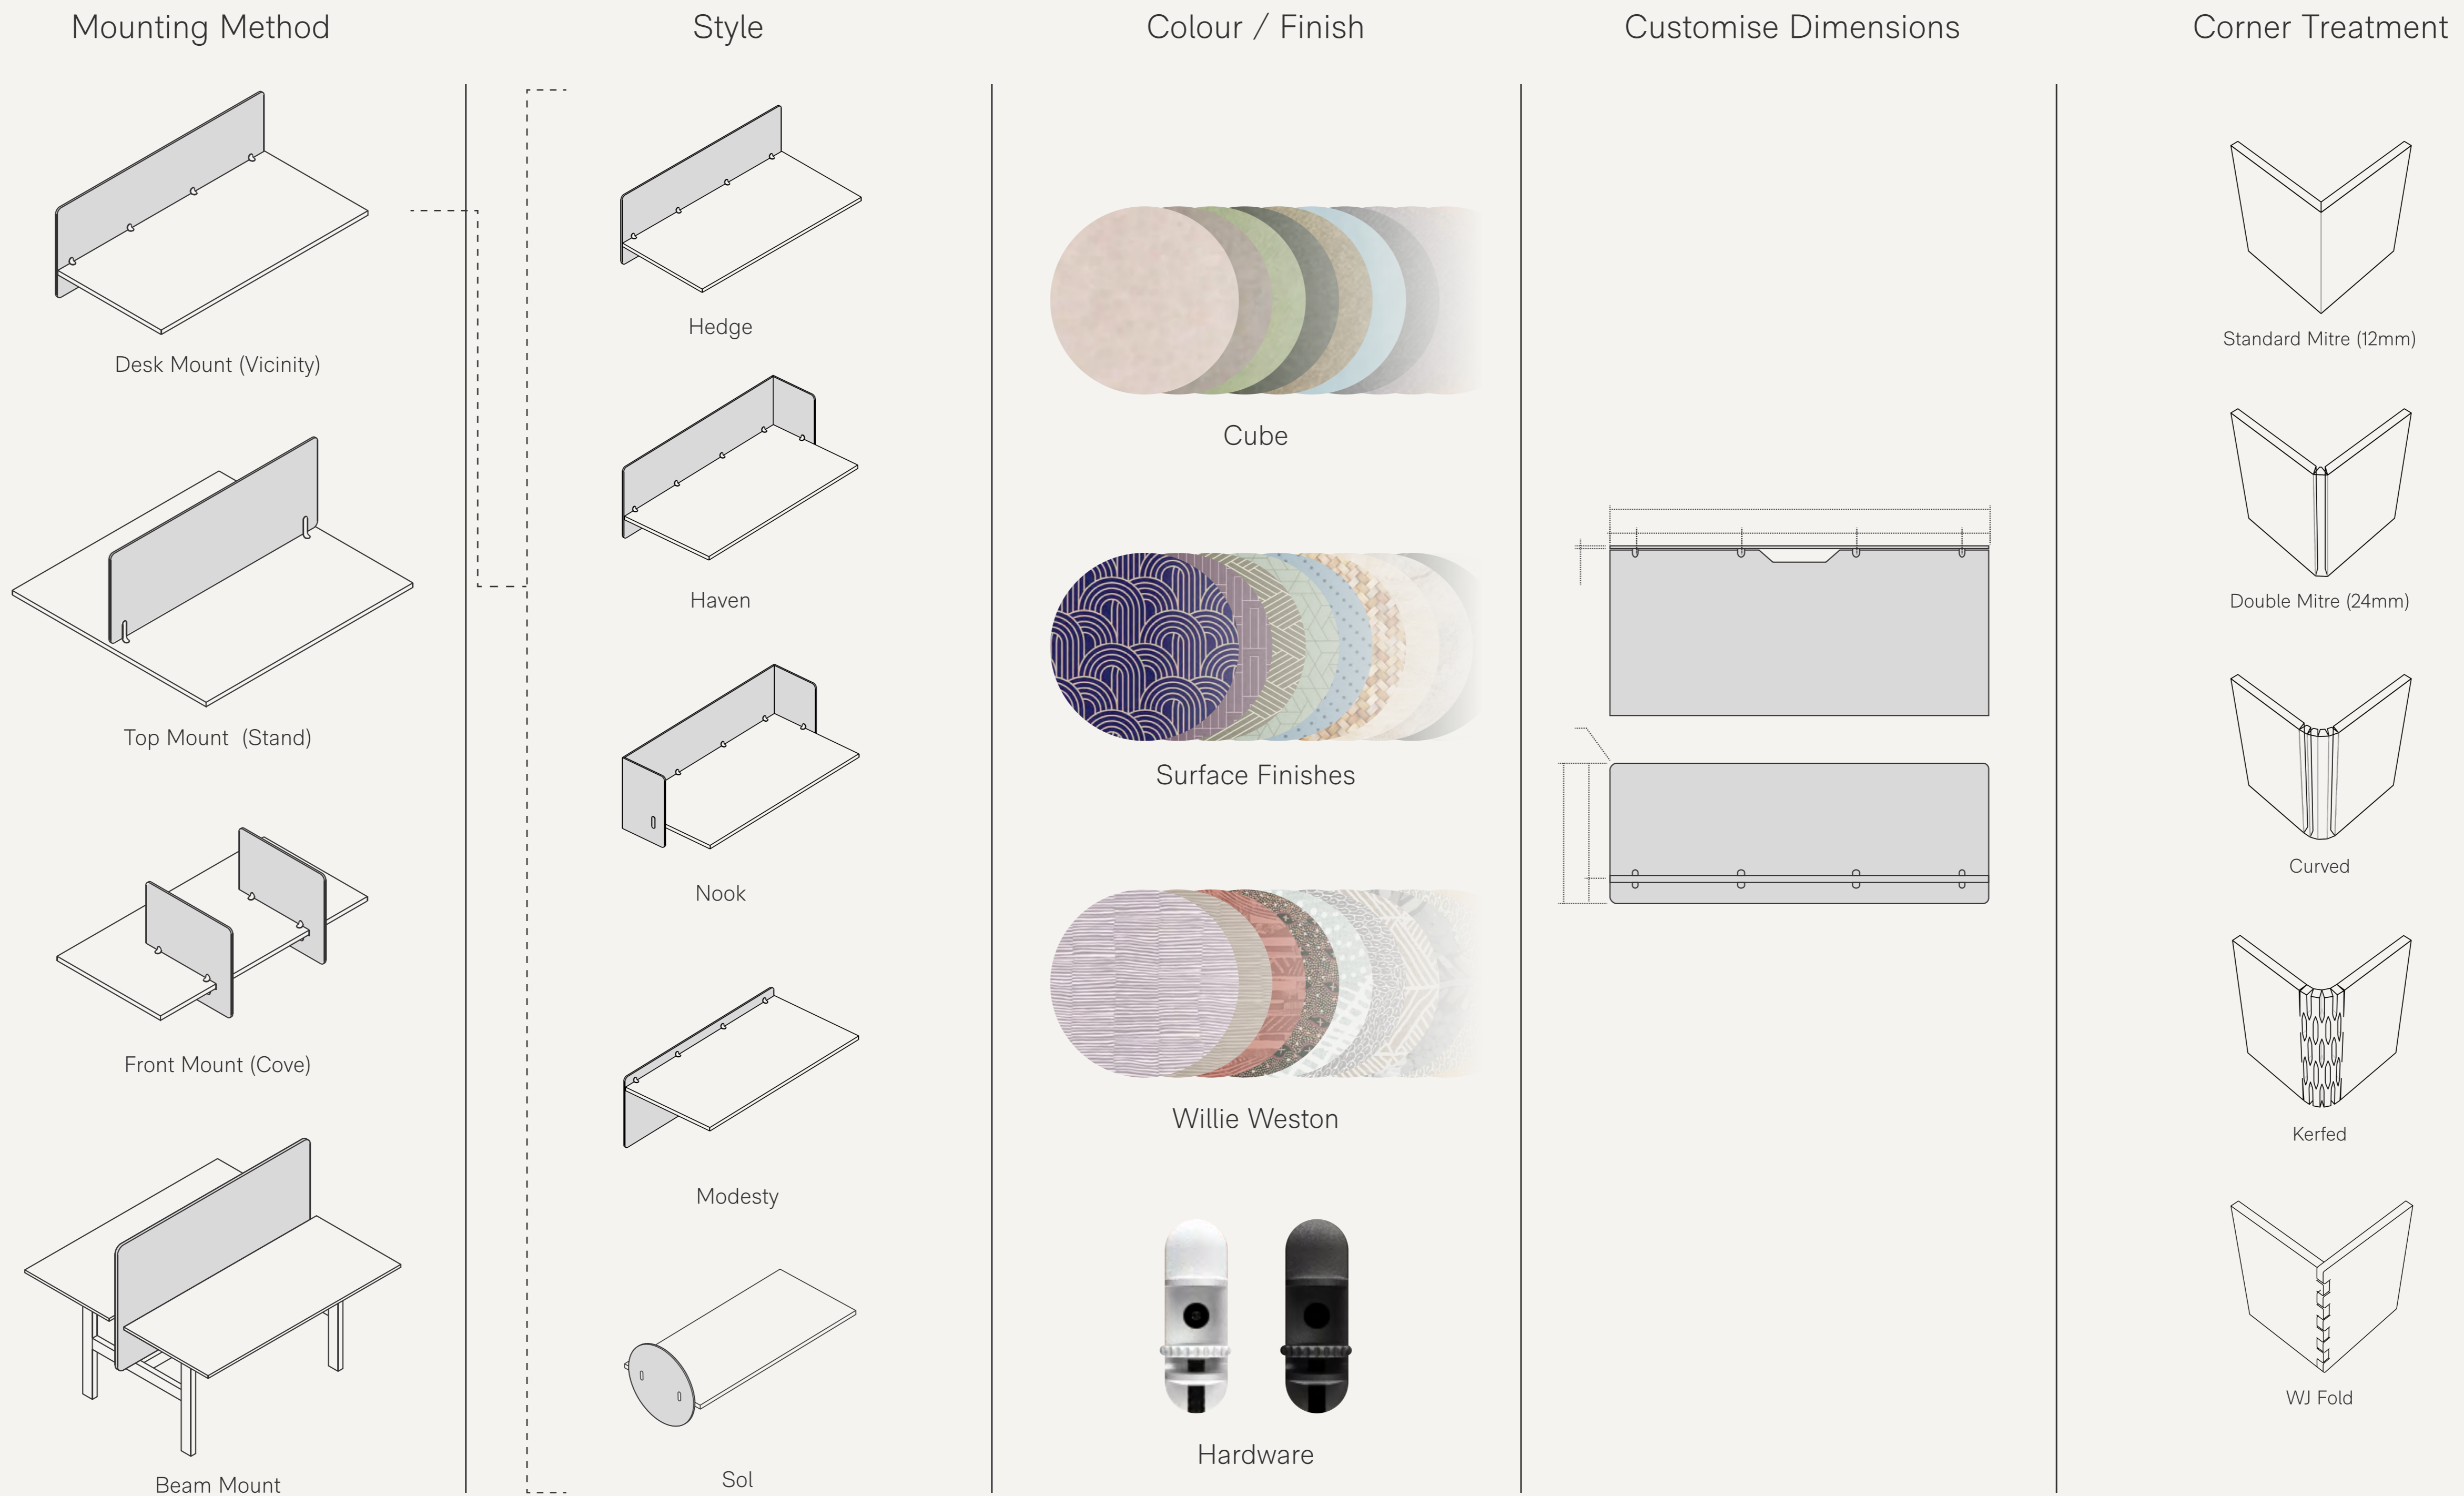 Mounting Method
Desk Mount (Vicinity)
Top Mount (Stand)
Front Mount (Cove)
Beam Mount
Style
Hedge
Haven
Nook
Modesty
Sol
Colour / Finish
Cube
Surface Finishes
Willie Weston
Hardware
Customise Dimensions
Corner Treatment
Standard Mitre (12mm)
Double Mitre (24mm)
Curved
Kerfed
WJ Fold